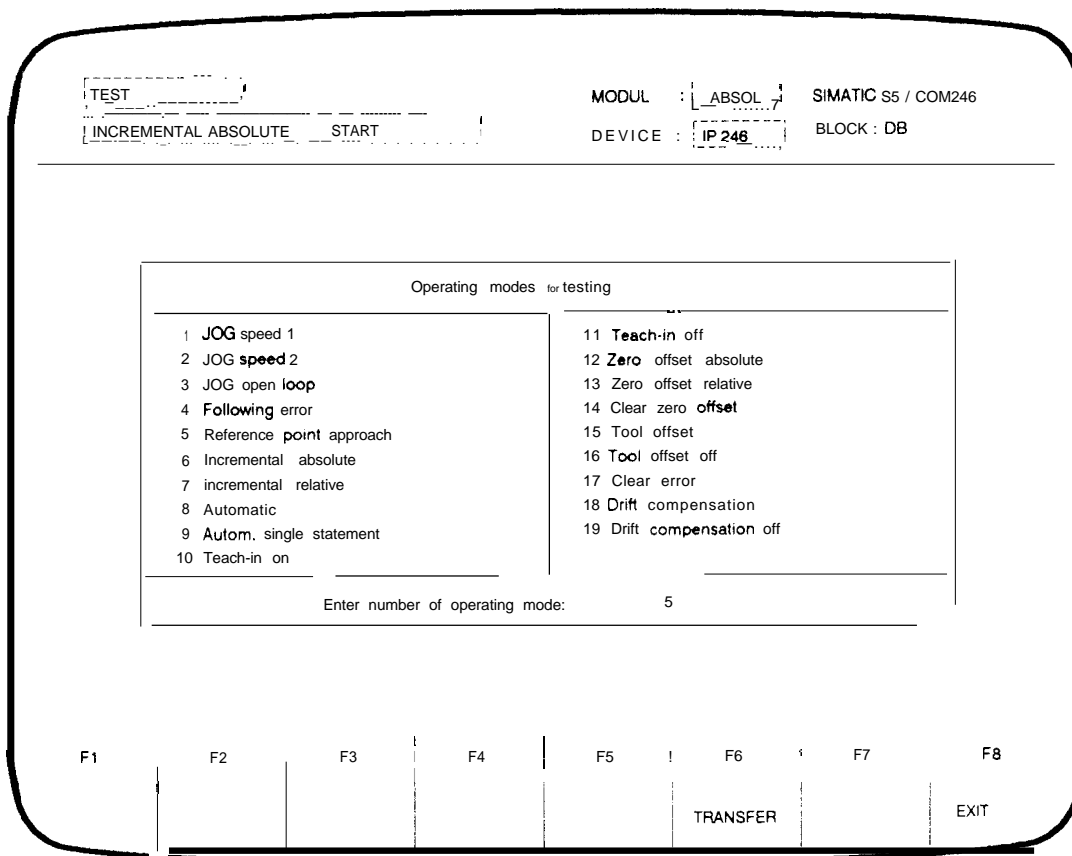 TEST
MODUL : ABSOL SIMATIC S5 / COM246
INCREMENTAL ABSOLUTE START
DEVICE : IP 246 BLOCK : DB
Operating modes for testing
1 JOG speed 1
2 JOG speed 2
3 JOG open loop
4 Following error
5 Reference point approach
6 Incremental absolute
7 incremental relative
8 Automatic
9 Autom. single statement
10 Teach-in on
11 Teach-in off
12 Zero offset absolute
13 Zero offset relative
14 Clear zero offset
15 Tool offset
16 Tool offset off
17 Clear error
18 Drift compensation
19 Drift compensation off
Enter number of operating mode: 5
F1 F2 F3 F4 F5 F6 F7 F8
TRANSFER EXIT